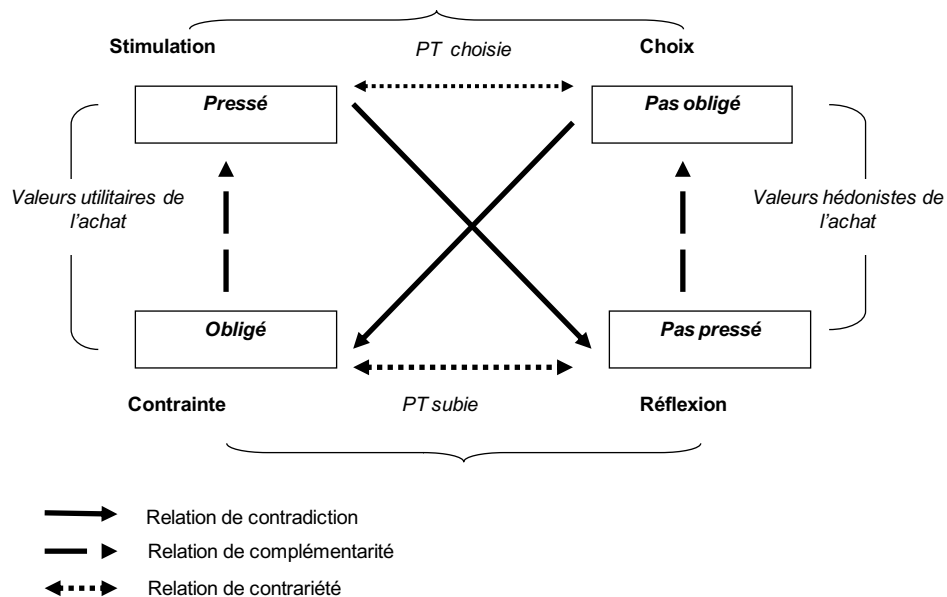 Stimulation
PT choisie
Choix
Pressé
Pas obligé
Valeurs utilitaires de
l'achat
Valeurs hédonistes de
l'achat
Obligé
Pas pressé
Contrainte
PT subie
Réflexion
Relation de contradiction
Relation de complémentarité
Relation de contrariété